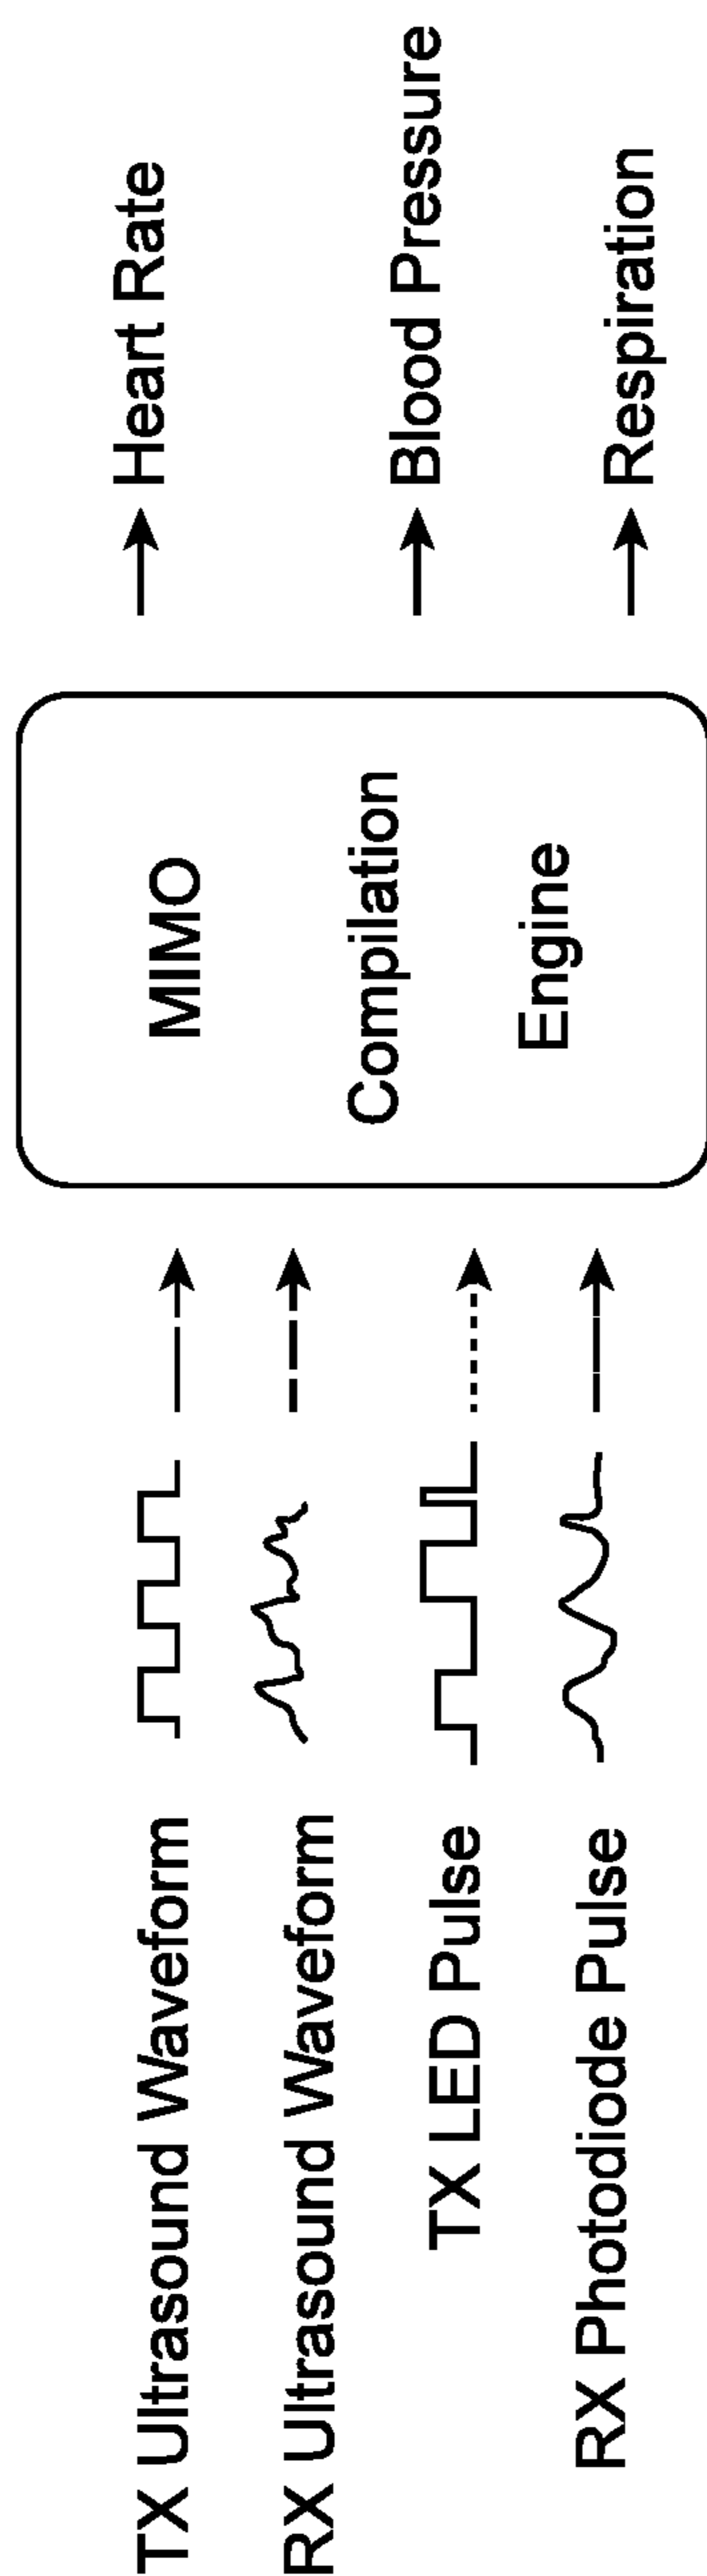 TX Ultrasound Waveform
RX Ultrasound Waveform
TX LED Pulse
RX Photodiode Pulse
MIMO
Compilation
Engine
Heart Rate
Blood Pressure
Respiration